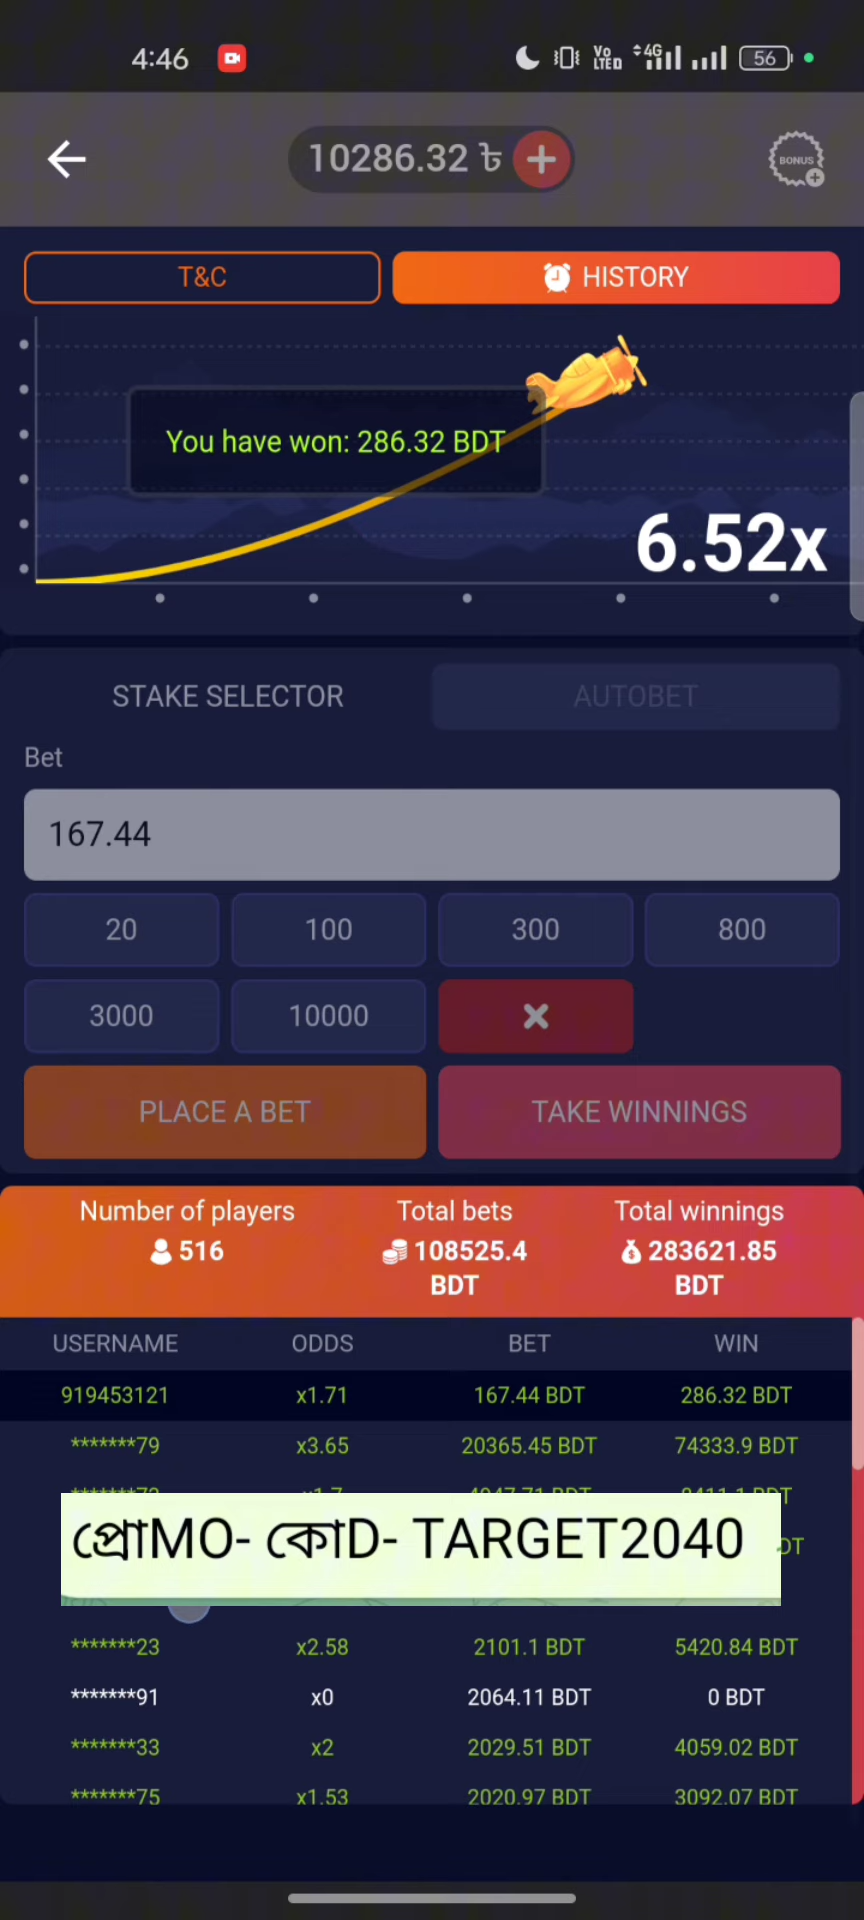 4:46
Vo LTE 4G 56
10286.32 ৳
BONUS
T&C
HISTORY
You have won: 286.32 BDT
6.52x
STAKE SELECTOR
AUTOBET
Bet
167.44
20 100 300 800
3000 10000
PLACE A BET
TAKE WINNINGS
Number of players Total bets Total winnings
516 108525.4 283621.85
BDT BDT
USERNAME ODDS BET WIN
919453121 x1.71 167.44 BDT 286.32 BDT
*******79 x3.65 20365.45 BDT 74333.9 BDT
প্রোMO- কোD- TARGET2040
*******23 x2.58 2101.1 BDT 5420.84 BDT
*******91 x0 2064.11 BDT 0 BDT
*******33 x2 2029.51 BDT 4059.02 BDT
*******75 x1.53 2020.97 BDT 3092.07 BDT